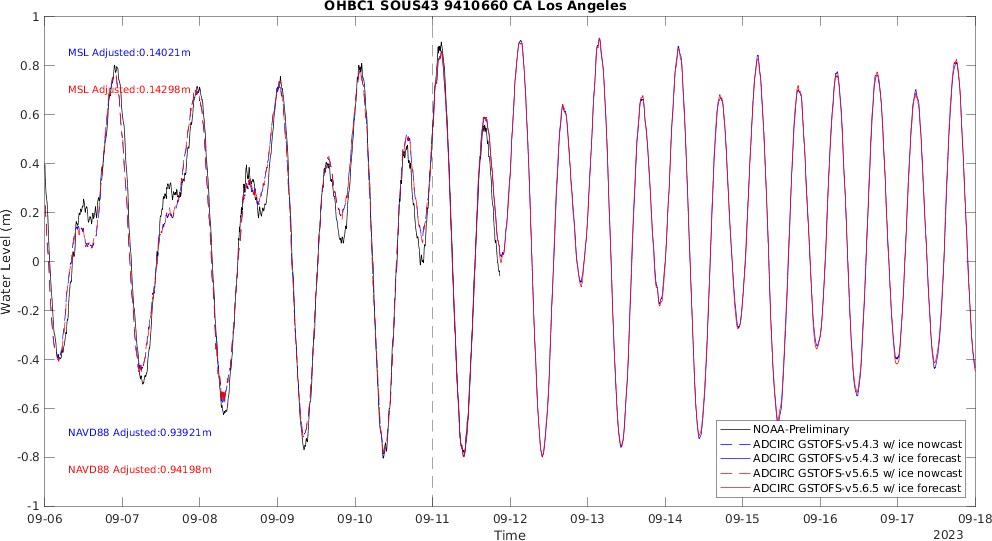 OHBC1 SOUS43 9410660 CA Los Angeles
1
0.8
0.6
0.4
0.2
0
-0.2
-0.4
-0.6
-0.8
-1
Water Level (m)
MSL Adjusted:0.14021m
MSL Adjusted:0.14298m
NAVD88 Adjusted:0.93921m
NAVD88 Adjusted:0.94198m
NOAA-Preliminary
ADCIRC GSTOFS-v5.4.3 w/ ice nowcast
ADCIRC GSTOFS-v5.4.3 w/ ice forecast
ADCIRC GSTOFS-v5.6.5 w/ ice nowcast
ADCIRC GSTOFS-v5.6.5 w/ ice forecast
09-06 09-07 09-08 09-09 09-10 09-11 09-12 09-13 09-14 09-15 09-16 09-17 09-18
Time
2023